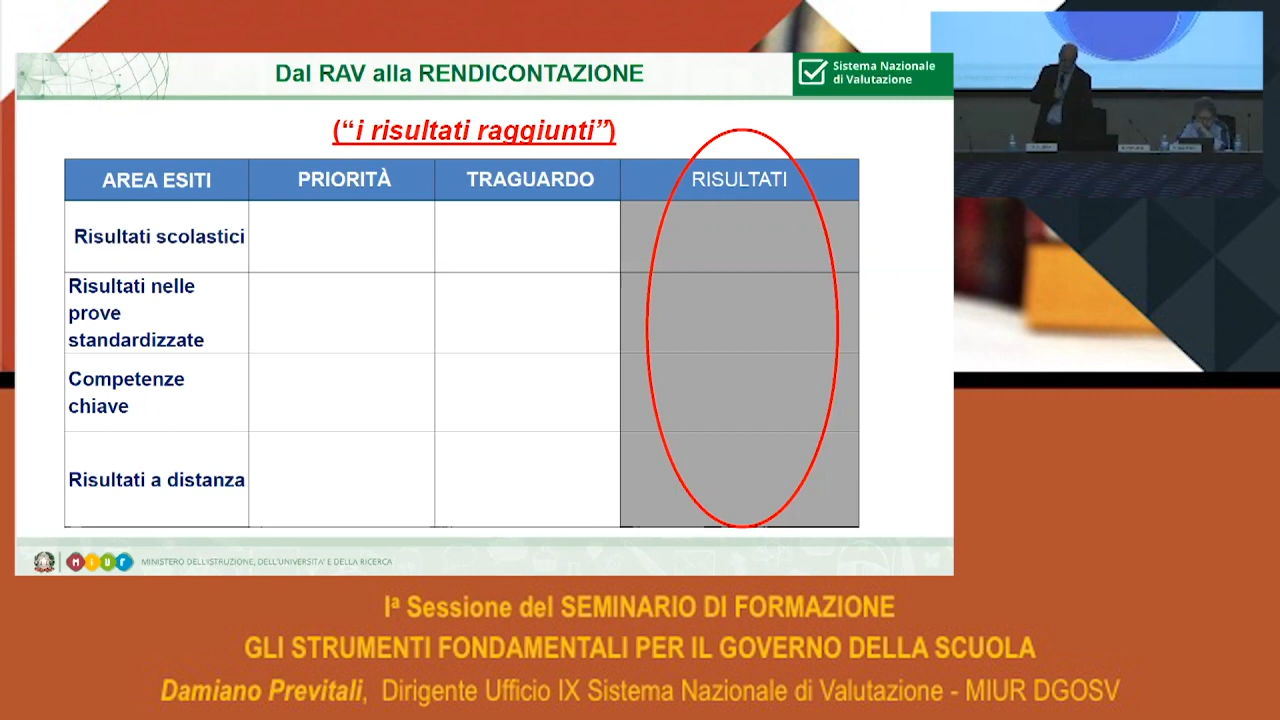 Dal RAV alla RENDICONTAZIONE
Sistema Nazionale
di Valutazione
(“i risultati raggiunti”)
AREA ESITI PRIORITÀ TRAGUARDO RISULTATI
Risultati scolastici
Risultati nelle
prove
standardizzate
Competenze
chiave
Risultati a distanza
MIUR MINISTERO DELL'ISTRUZIONE, DELL'UNIVERSITA' E DELLA RICERCA
Iª Sessione del SEMINARIO DI FORMAZIONE
GLI STRUMENTI FONDAMENTALI PER IL GOVERNO DELLA SCUOLA
Damiano Previtali, Dirigente Ufficio IX Sistema Nazionale di Valutazione - MIUR DGOSV